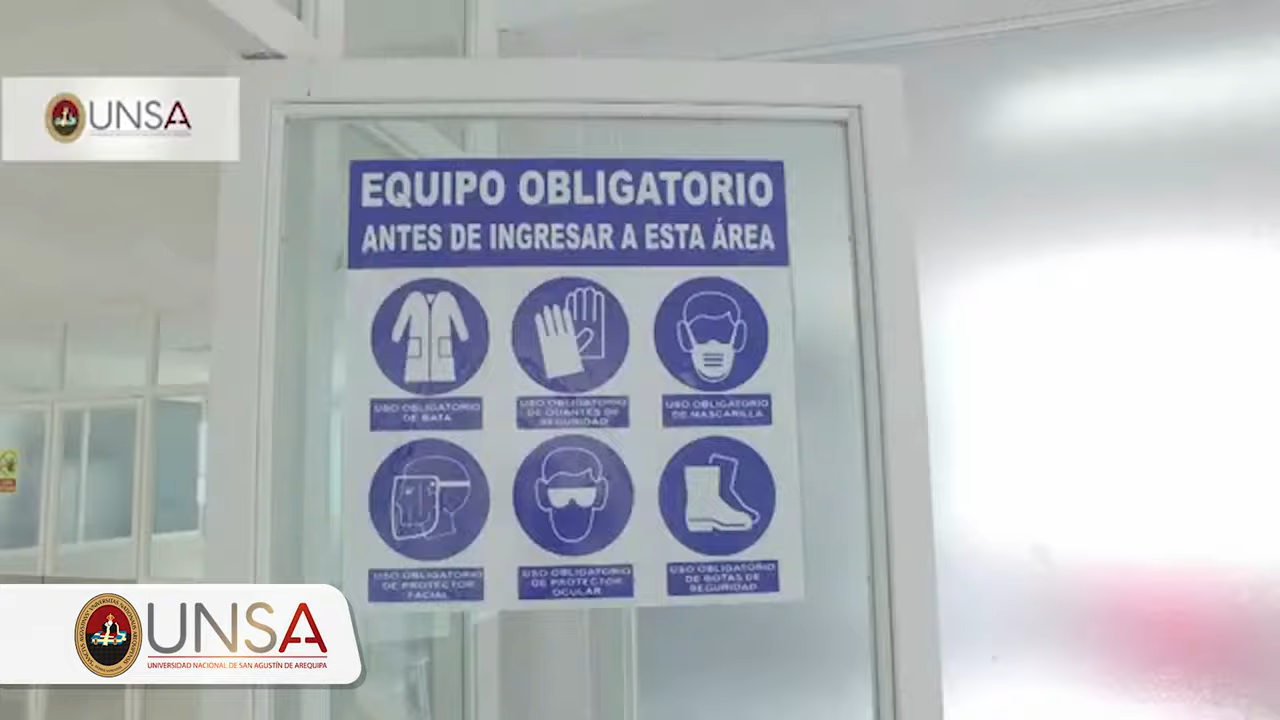 UNSA
EQUIPO OBLIGATORIO
ANTES DE INGRESAR A ESTA ÁREA
USO OBLIGATORIO
DE BATA
USO OBLIGATORIO
DE GUANTES DE
SEGURIDAD
USO OBLIGATORIO
DE MASCARILLA
USO OBLIGATORIO
DE PROTECTOR
FACIAL
USO OBLIGATORIO
DE PROTECTOR
OCULAR
USO OBLIGATORIO
DE BOTAS DE
SEGURIDAD
UNSA
UNIVERSIDAD NACIONAL DE SAN AGUSTÍN DE AREQUIPA